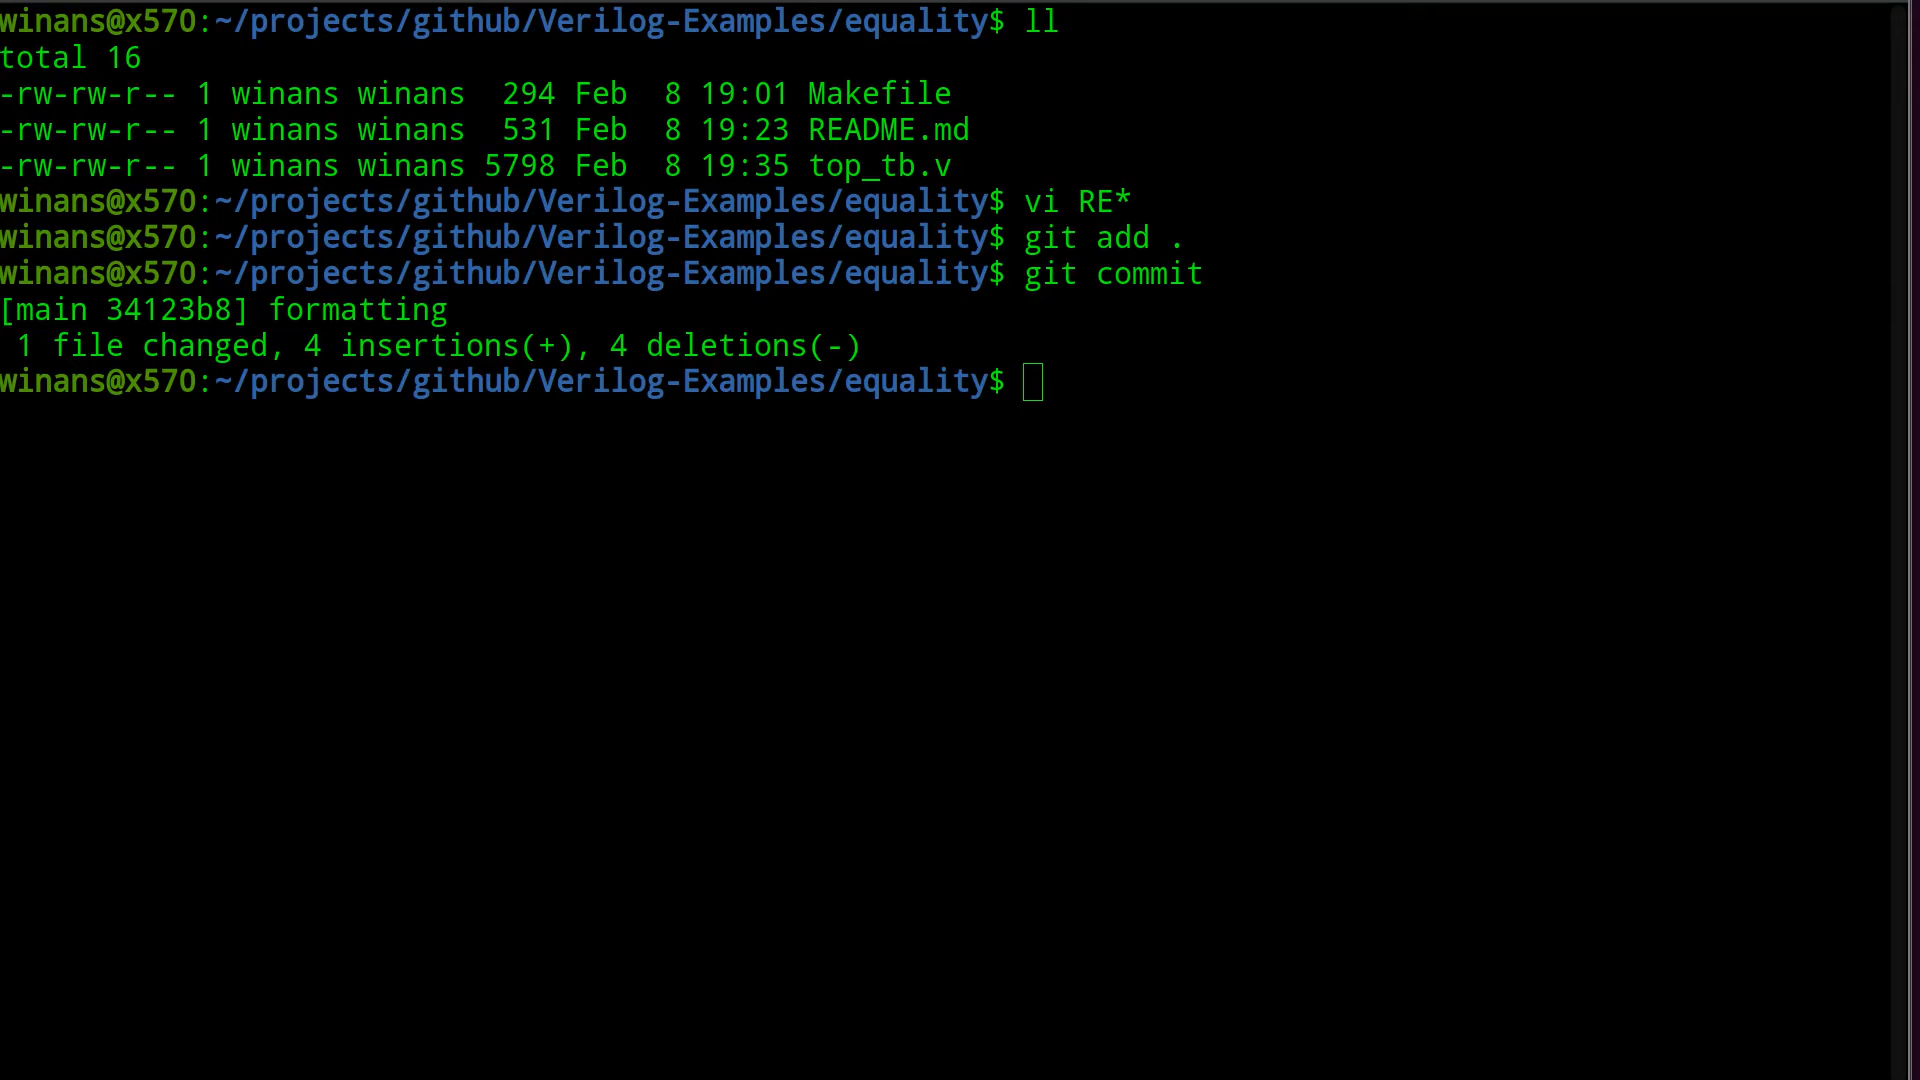 winans@x570:~/projects/github/Verilog-Examples/equality$ ll
total 16
-rw-rw-r-- 1 winans winans  294 Feb  8 19:01 Makefile
-rw-rw-r-- 1 winans winans  531 Feb  8 19:23 README.md
-rw-rw-r-- 1 winans winans 5798 Feb  8 19:35 top_tb.v
winans@x570:~/projects/github/Verilog-Examples/equality$ vi RE*
winans@x570:~/projects/github/Verilog-Examples/equality$ git add .
winans@x570:~/projects/github/Verilog-Examples/equality$ git commit
[main 34123b8] formatting
 1 file changed, 4 insertions(+), 4 deletions(-)
winans@x570:~/projects/github/Verilog-Examples/equality$